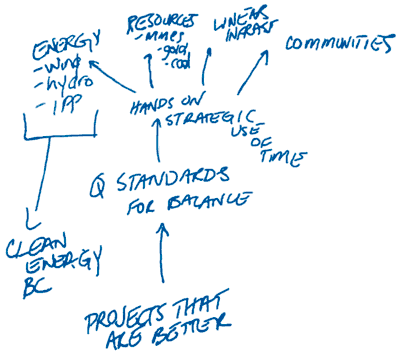 ENERGY
- wind
- hydro
- IPP
RESOURCES
- mines
- gold
- coal
LINEAR
INFRAST
COMMUNITIES
HANDS ON
STRATEGIC
USE
OF
TIME
Q STANDARDS
FOR BALANCE
CLEAN
ENERGY
BC
PROJECTS THAT
ARE BETTER